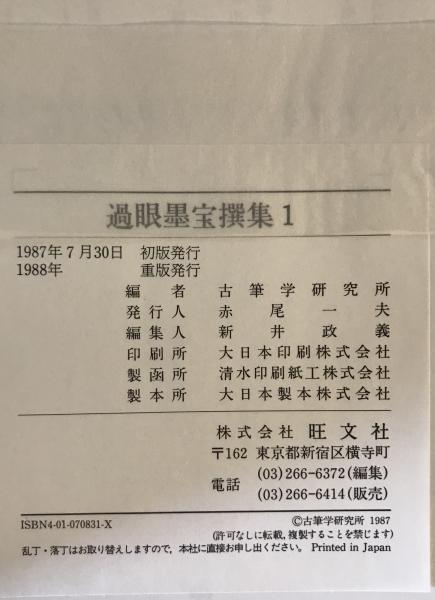 過眼墨宝撰集 1
1987年7月30日 初版発行
1988年 重版発行
編者 古筆学研究所
発行人 赤尾一夫
編集人 新井政義
印刷所 大日本印刷株式会社
製函所 清水印刷紙工株式会社
製本所 大日本製本株式会社
株式会社 旺文社
〒162 東京都新宿区横寺町
電話 (03)266-6372(編集)
(03)266-6414(販売)
ISBN4-01-070831-X
©古筆学研究所 1987
(許可なしに転載,複製することを禁じます)
乱丁・落丁はお取り替えしますので,本社に直接お申し出ください。 Printed in Japan